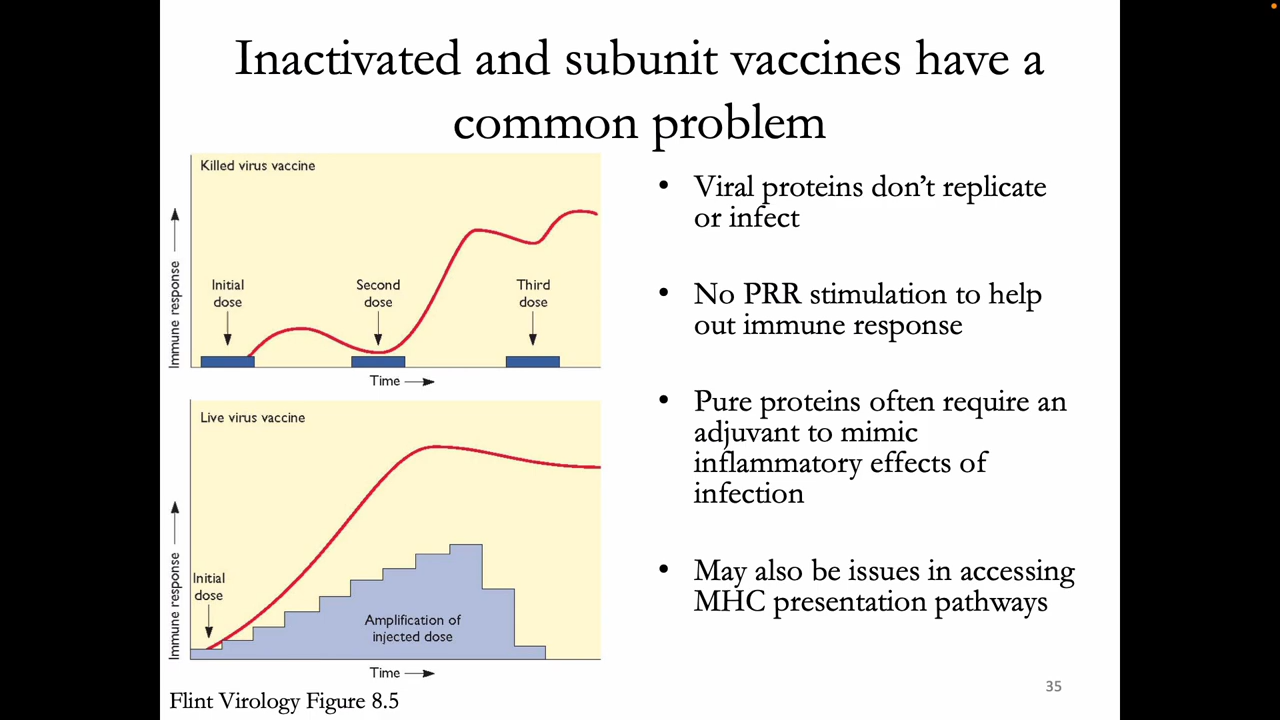 Inactivated and subunit vaccines have a
common problem
Killed virus vaccine
Immune response
Initial
dose
Second
dose
Third
dose
Time
Live virus vaccine
Immune response
Initial
dose
Amplification of
injected dose
Time
Flint Virology Figure 8.5
• Viral proteins don’t replicate
or infect
• No PRR stimulation to help
out immune response
• Pure proteins often require an
adjuvant to mimic
inflammatory effects of
infection
• May also be issues in accessing
MHC presentation pathways
35